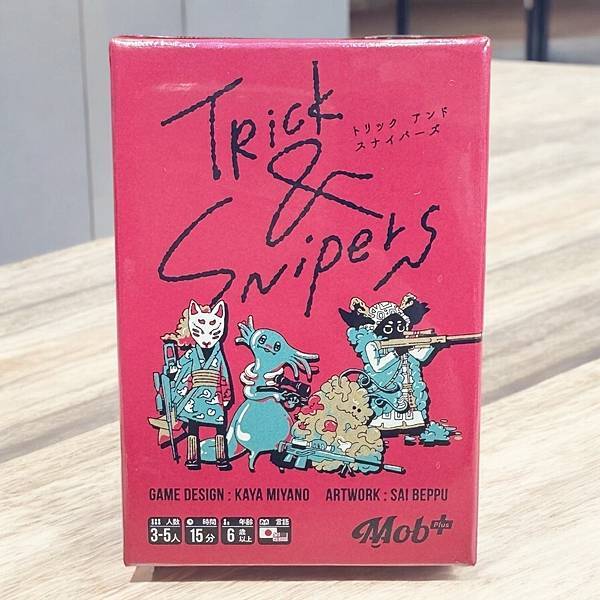 Trick
&
Snipers
トリック アンド
スナイパーズ
GAME DESIGN : KAYA MIYANO ARTWORK : SAI BEPPU
人数 時間 年齢 言語
3-5人 15分 6歳以上
Mob+
Plus